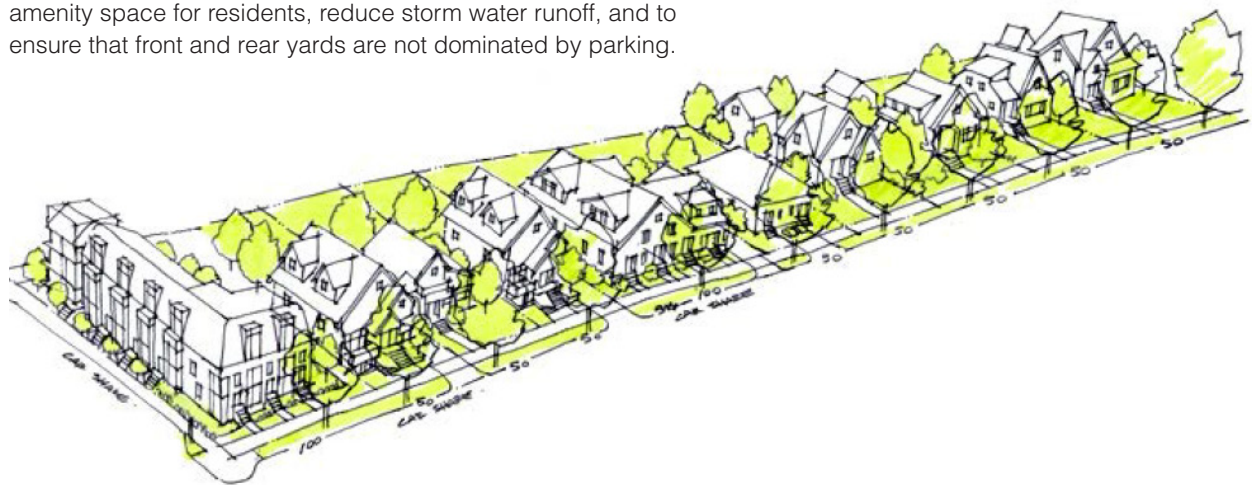 amenity space for residents, reduce storm water runoff, and to
ensure that front and rear yards are not dominated by parking.
50
50
50
50
50
100
CAR SHARE
50
50
50
CAR SHARE
100
CAR SHARE